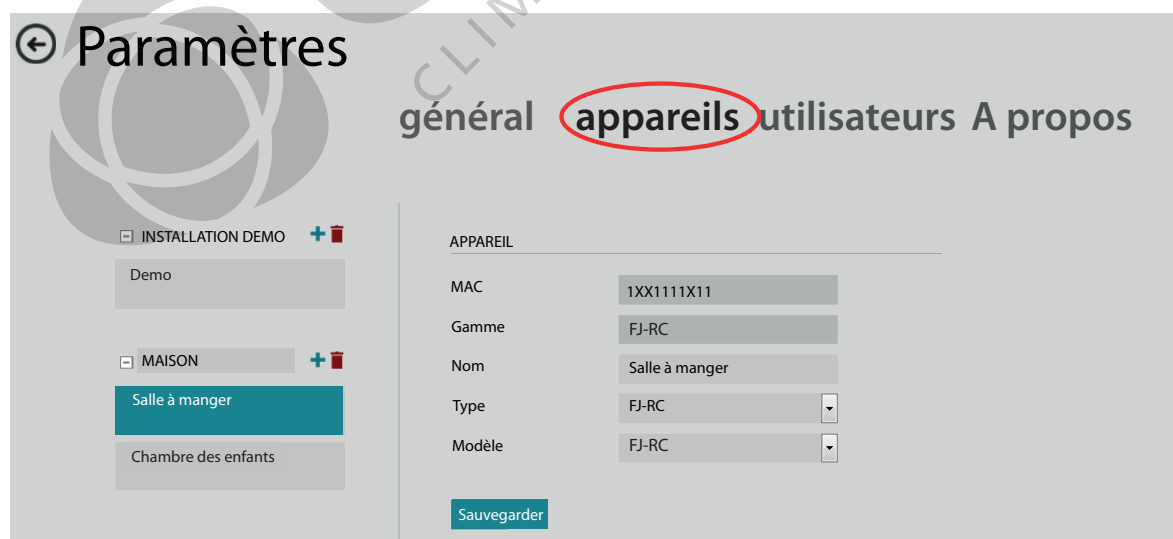 CLIM
Paramètres
général appareils utilisateurs A propos
INSTALLATION DEMO
Demo
MAISON
Salle à manger
Chambre des enfants
APPAREIL
MAC 1XX1111X11
Gamme FJ-RC
Nom Salle à manger
Type FJ-RC
Modèle FJ-RC
Sauvegarder